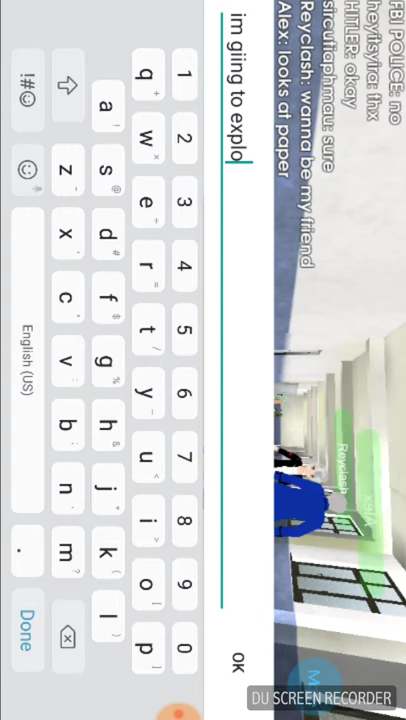 FBI POLICE: no
heyitsyira: thx
HITLER: okay
sircufiaphmau: sure
Reyclash: wanna be my friend
Alex: looks at paper
Alex
Reyclash
M
im giing to explo
OK
1 2 3 4 5 6 7 8 9 0
q w e r t y u i o p
a s d f g h j k l
z x c v b n m
!#☺ English (US) . Done
DU SCREEN RECORDER